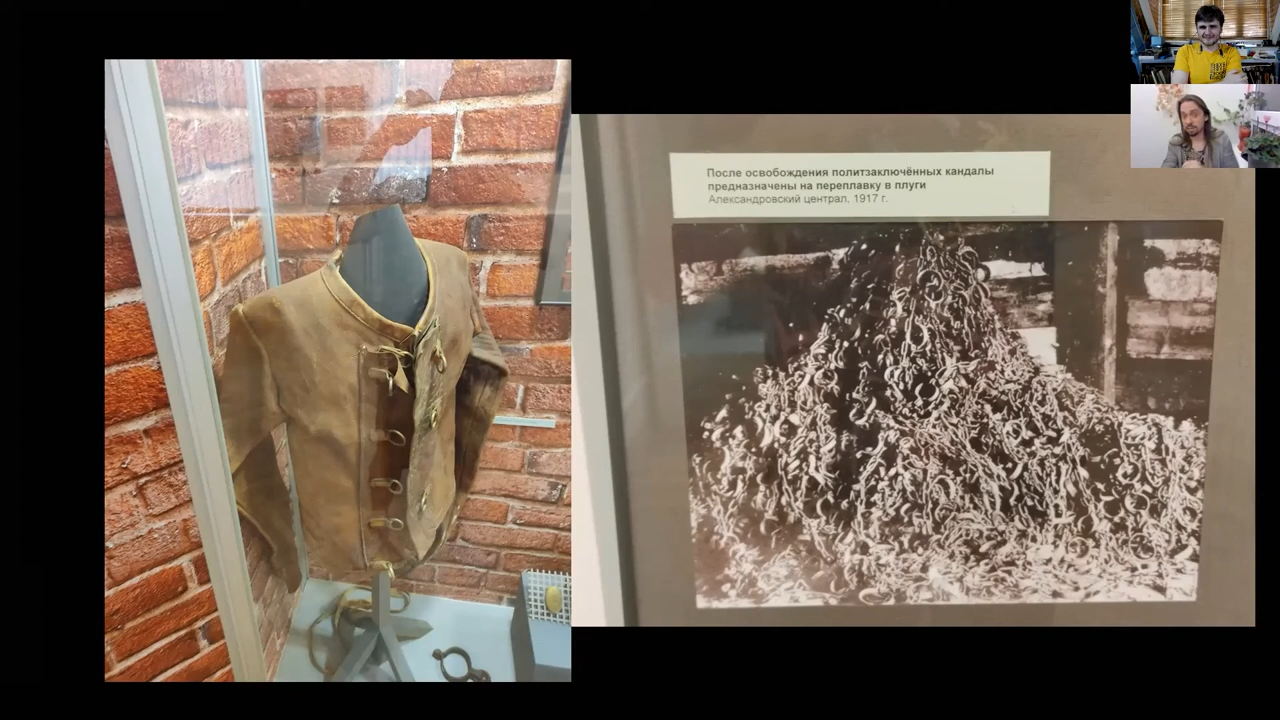 После освобождения политзаключённых кандалы
предназначены на переплавку в плуги
Александровский централ, 1917 г.